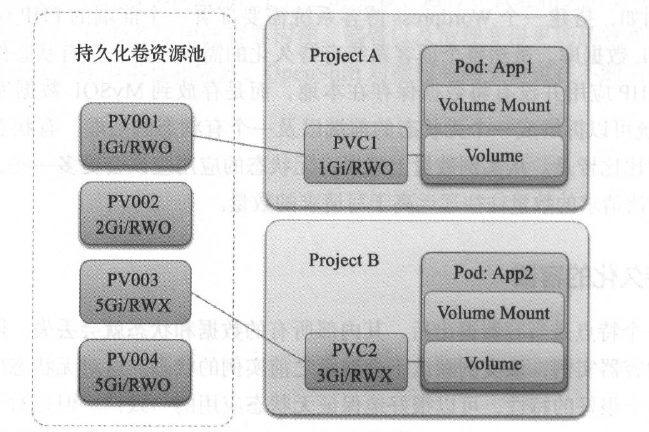 持久化卷资源池
PV001
1Gi/RWO
PV002
2Gi/RWO
PV003
5Gi/RWX
PV004
5Gi/RWO
Project A
PVC1
1Gi/RWO
Pod: App1
Volume Mount
Volume
Project B
PVC2
3Gi/RWX
Pod: App2
Volume Mount
Volume